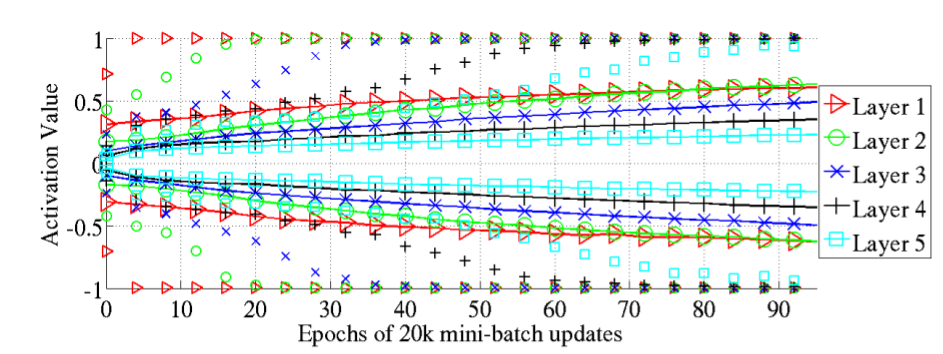 1
0.5
0
-0.5
-1
Activation Value
0 10 20 30 40 50 60 70 80 90
Epochs of 20k mini-batch updates
Layer 1
Layer 2
Layer 3
Layer 4
Layer 5